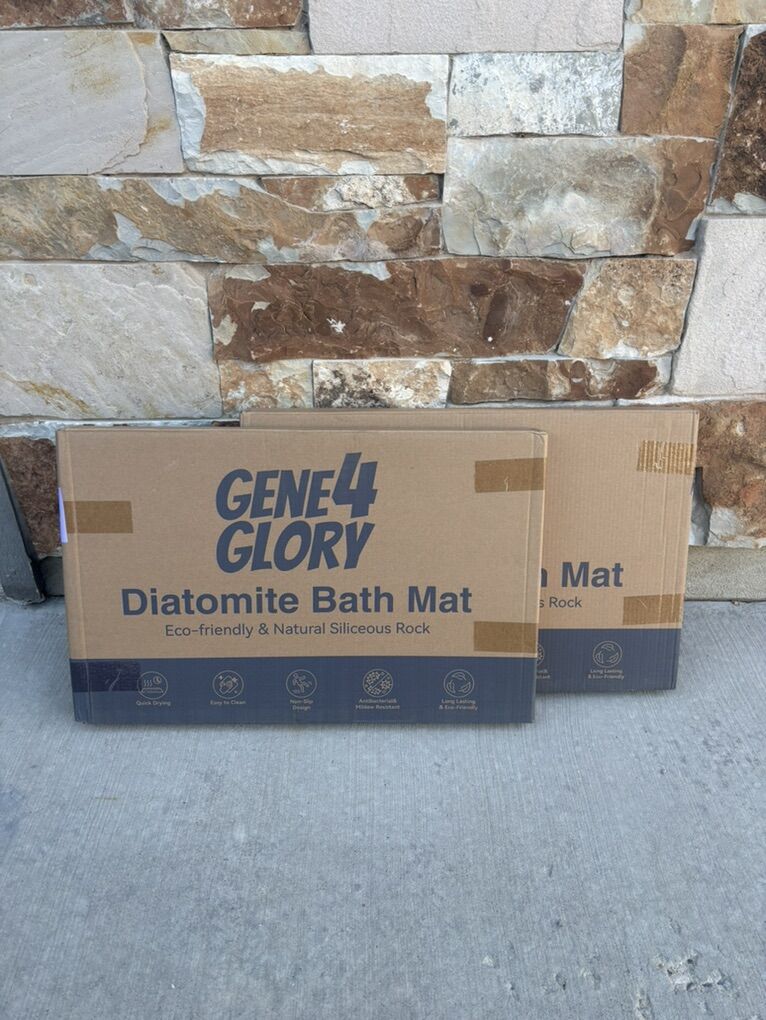 GENE4
GLORY
Diatomite Bath Mat
Eco-friendly & Natural Siliceous Rock
Quick Drying
Easy to Clean
Non-Slip
Design
Antibacterial&
Mildew Resistant
Long Lasting
& Eco-Friendly
Mat
s Rock
Long Lasting
& Eco-Friendly